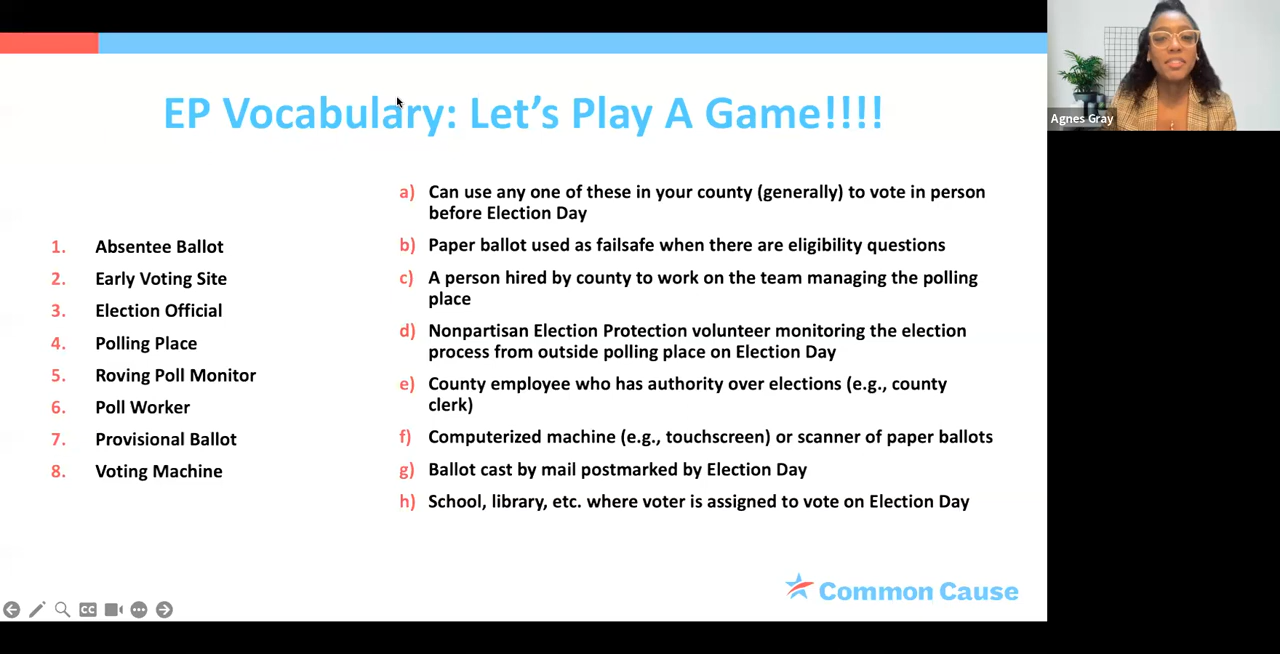 EP Vocabulary: Let's Play A Game!!!!
1. Absentee Ballot
2. Early Voting Site
3. Election Official
4. Polling Place
5. Roving Poll Monitor
6. Poll Worker
7. Provisional Ballot
8. Voting Machine
a) Can use any one of these in your county (generally) to vote in person
before Election Day
b) Paper ballot used as failsafe when there are eligibility questions
c) A person hired by county to work on the team managing the polling
place
d) Nonpartisan Election Protection volunteer monitoring the election
process from outside polling place on Election Day
e) County employee who has authority over elections (e.g., county
clerk)
f) Computerized machine (e.g., touchscreen) or scanner of paper ballots
g) Ballot cast by mail postmarked by Election Day
h) School, library, etc. where voter is assigned to vote on Election Day
Common Cause
CC
Agnes Gray